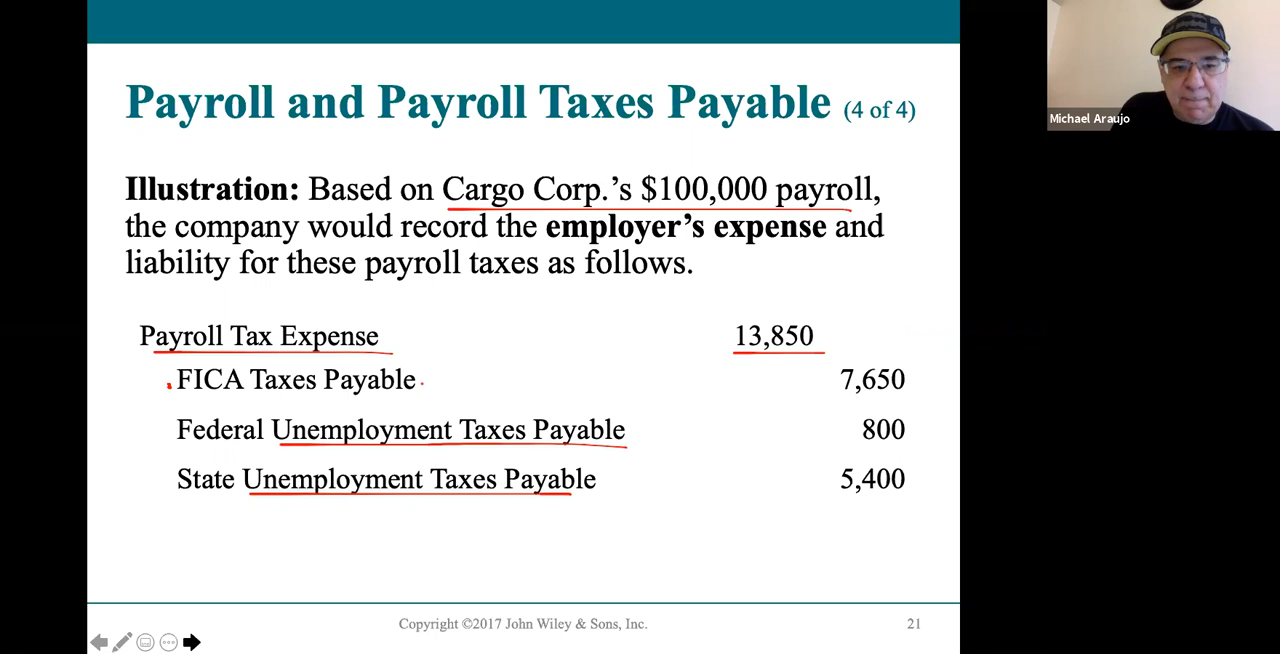 Payroll and Payroll Taxes Payable (4 of 4)
Michael Araujo
Illustration: Based on Cargo Corp.’s $100,000 payroll,
the company would record the employer’s expense and
liability for these payroll taxes as follows.
Payroll Tax Expense 13,850
FICA Taxes Payable 7,650
Federal Unemployment Taxes Payable 800
State Unemployment Taxes Payable 5,400
Copyright ©2017 John Wiley & Sons, Inc. 21